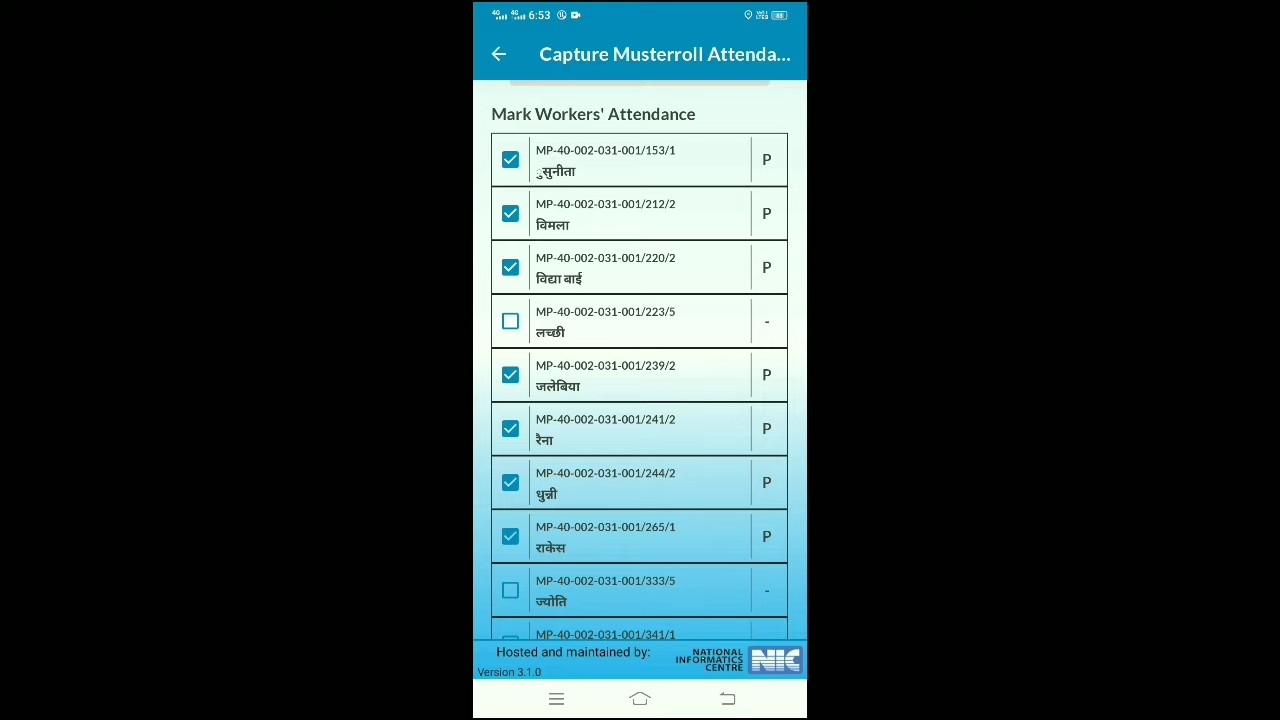 4G 4G 6:53
83
Capture Musterroll Attenda...
Mark Workers' Attendance
MP-40-002-031-001/153/1
ुसुनीता
P
MP-40-002-031-001/212/2
विमला
P
MP-40-002-031-001/220/2
विद्या बाई
P
MP-40-002-031-001/223/5
लच्छी
-
MP-40-002-031-001/239/2
जलेबिया
P
MP-40-002-031-001/241/2
रैना
P
MP-40-002-031-001/244/2
धुन्नी
P
MP-40-002-031-001/265/1
राकेस
P
MP-40-002-031-001/333/5
ज्योति
-
MP-40-002-031-001/341/1
Hosted and maintained by:
NATIONAL
INFORMATICS
CENTRE
NIC
Version 3.1.0